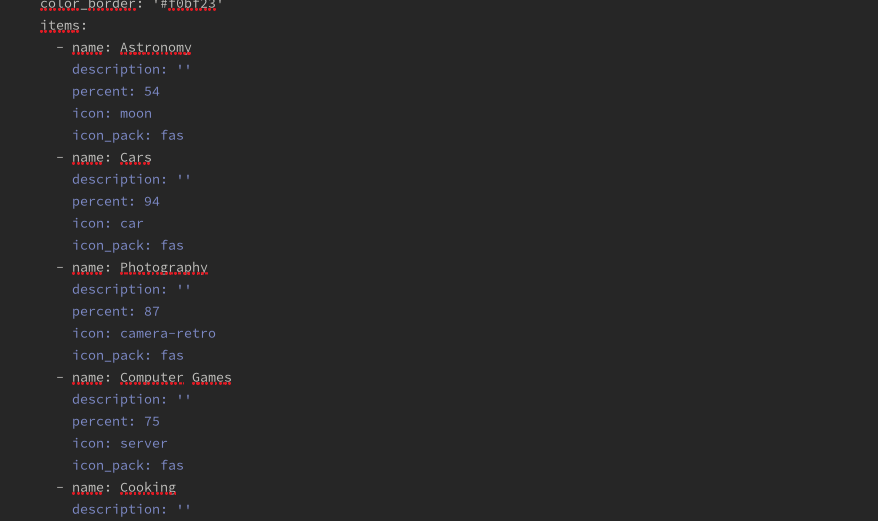 color_border: '#f0bf23'
items:
- name: Astronomy
description: ''
percent: 54
icon: moon
icon_pack: fas
- name: Cars
description: ''
percent: 94
icon: car
icon_pack: fas
- name: Photography
description: ''
percent: 87
icon: camera-retro
icon_pack: fas
- name: Computer Games
description: ''
percent: 75
icon: server
icon_pack: fas
- name: Cooking
description: ''